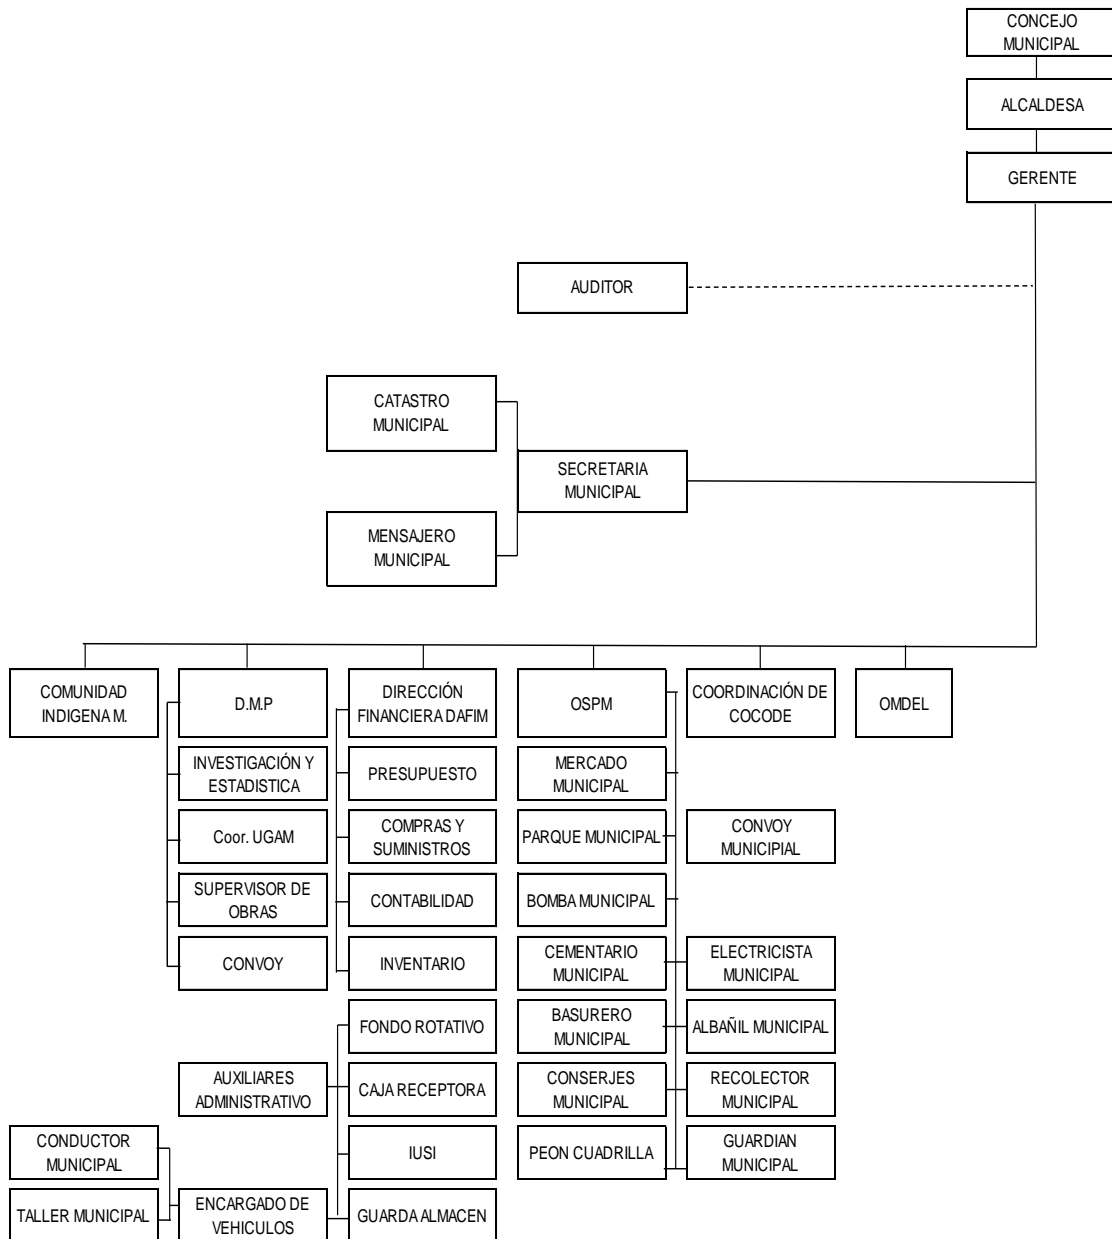 CONCEJO
MUNICIPAL
ALCALDESA
GERENTE
AUDITOR
CATASTRO
MUNICIPAL
SECRETARIA
MUNICIPAL
MENSAJERO
MUNICIPAL
COMUNIDAD
INDIGENA M.
D.M.P
DIRECCIÓN
FINANCIERA DAFIM
OSPM
COORDINACIÓN DE
COCODE
OMDEL
INVESTIGACIÓN Y
ESTADISTICA
PRESUPUESTO
MERCADO
MUNICIPAL
Coor. UGAM
COMPRAS Y
SUMINISTROS
PARQUE MUNICIPAL
CONVOY
MUNICIPIAL
SUPERVISOR DE
OBRAS
CONTABILIDAD
BOMBA MUNICIPAL
CONVOY
INVENTARIO
CEMENTARIO
MUNICIPAL
ELECTRICISTA
MUNICIPAL
FONDO ROTATIVO
BASURERO
MUNICIPAL
ALBAÑIL MUNICIPAL
AUXILIARES
ADMINISTRATIVO
CAJA RECEPTORA
CONSERJES
MUNICIPAL
RECOLECTOR
MUNICIPAL
CONDUCTOR
MUNICIPAL
IUSI
PEON CUADRILLA
GUARDIAN
MUNICIPAL
TALLER MUNICIPAL
ENCARGADO DE
VEHICULOS
GUARDA ALMACEN